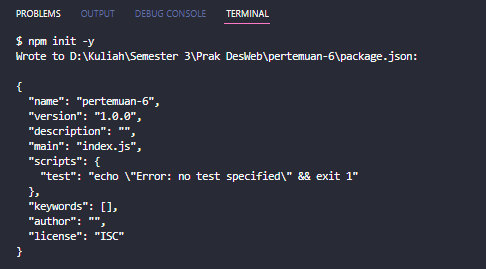 PROBLEMS OUTPUT DEBUG CONSOLE TERMINAL
$ npm init -y
Wrote to D:\Kuliah\Semester 3\Prak DesWeb\pertemuan-6\package.json:
{
  "name": "pertemuan-6",
  "version": "1.0.0",
  "description": "",
  "main": "index.js",
  "scripts": {
    "test": "echo \"Error: no test specified\" && exit 1"
  },
  "keywords": [],
  "author": "",
  "license": "ISC"
}